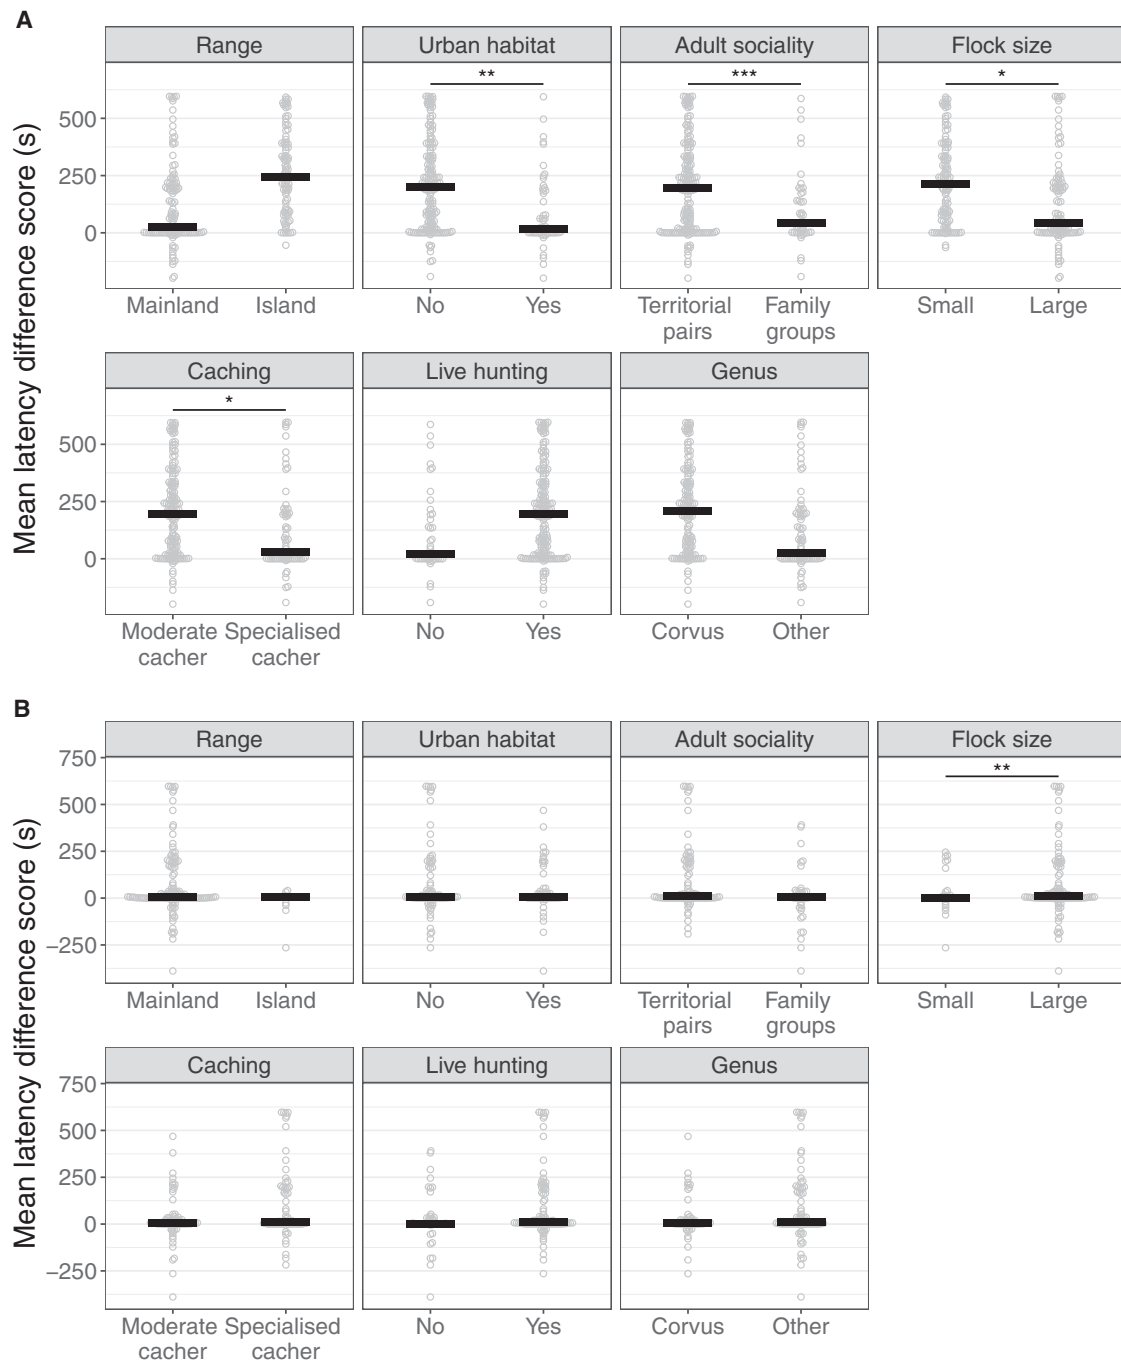 A
Range Urban habitat Adult sociality Flock size
Mean latency difference score (s)
** *** *
500
250
0
Mainland Island No Yes Territorial pairs Family groups Small Large
Caching Live hunting Genus
*
500
250
0
Moderate cacher Specialised cacher No Yes Corvus Other
B
Range Urban habitat Adult sociality Flock size
Mean latency difference score (s)
750
**
500
250
0
−250
Mainland Island No Yes Territorial pairs Family groups Small Large
Caching Live hunting Genus
750
500
250
0
−250
Moderate cacher Specialised cacher No Yes Corvus Other